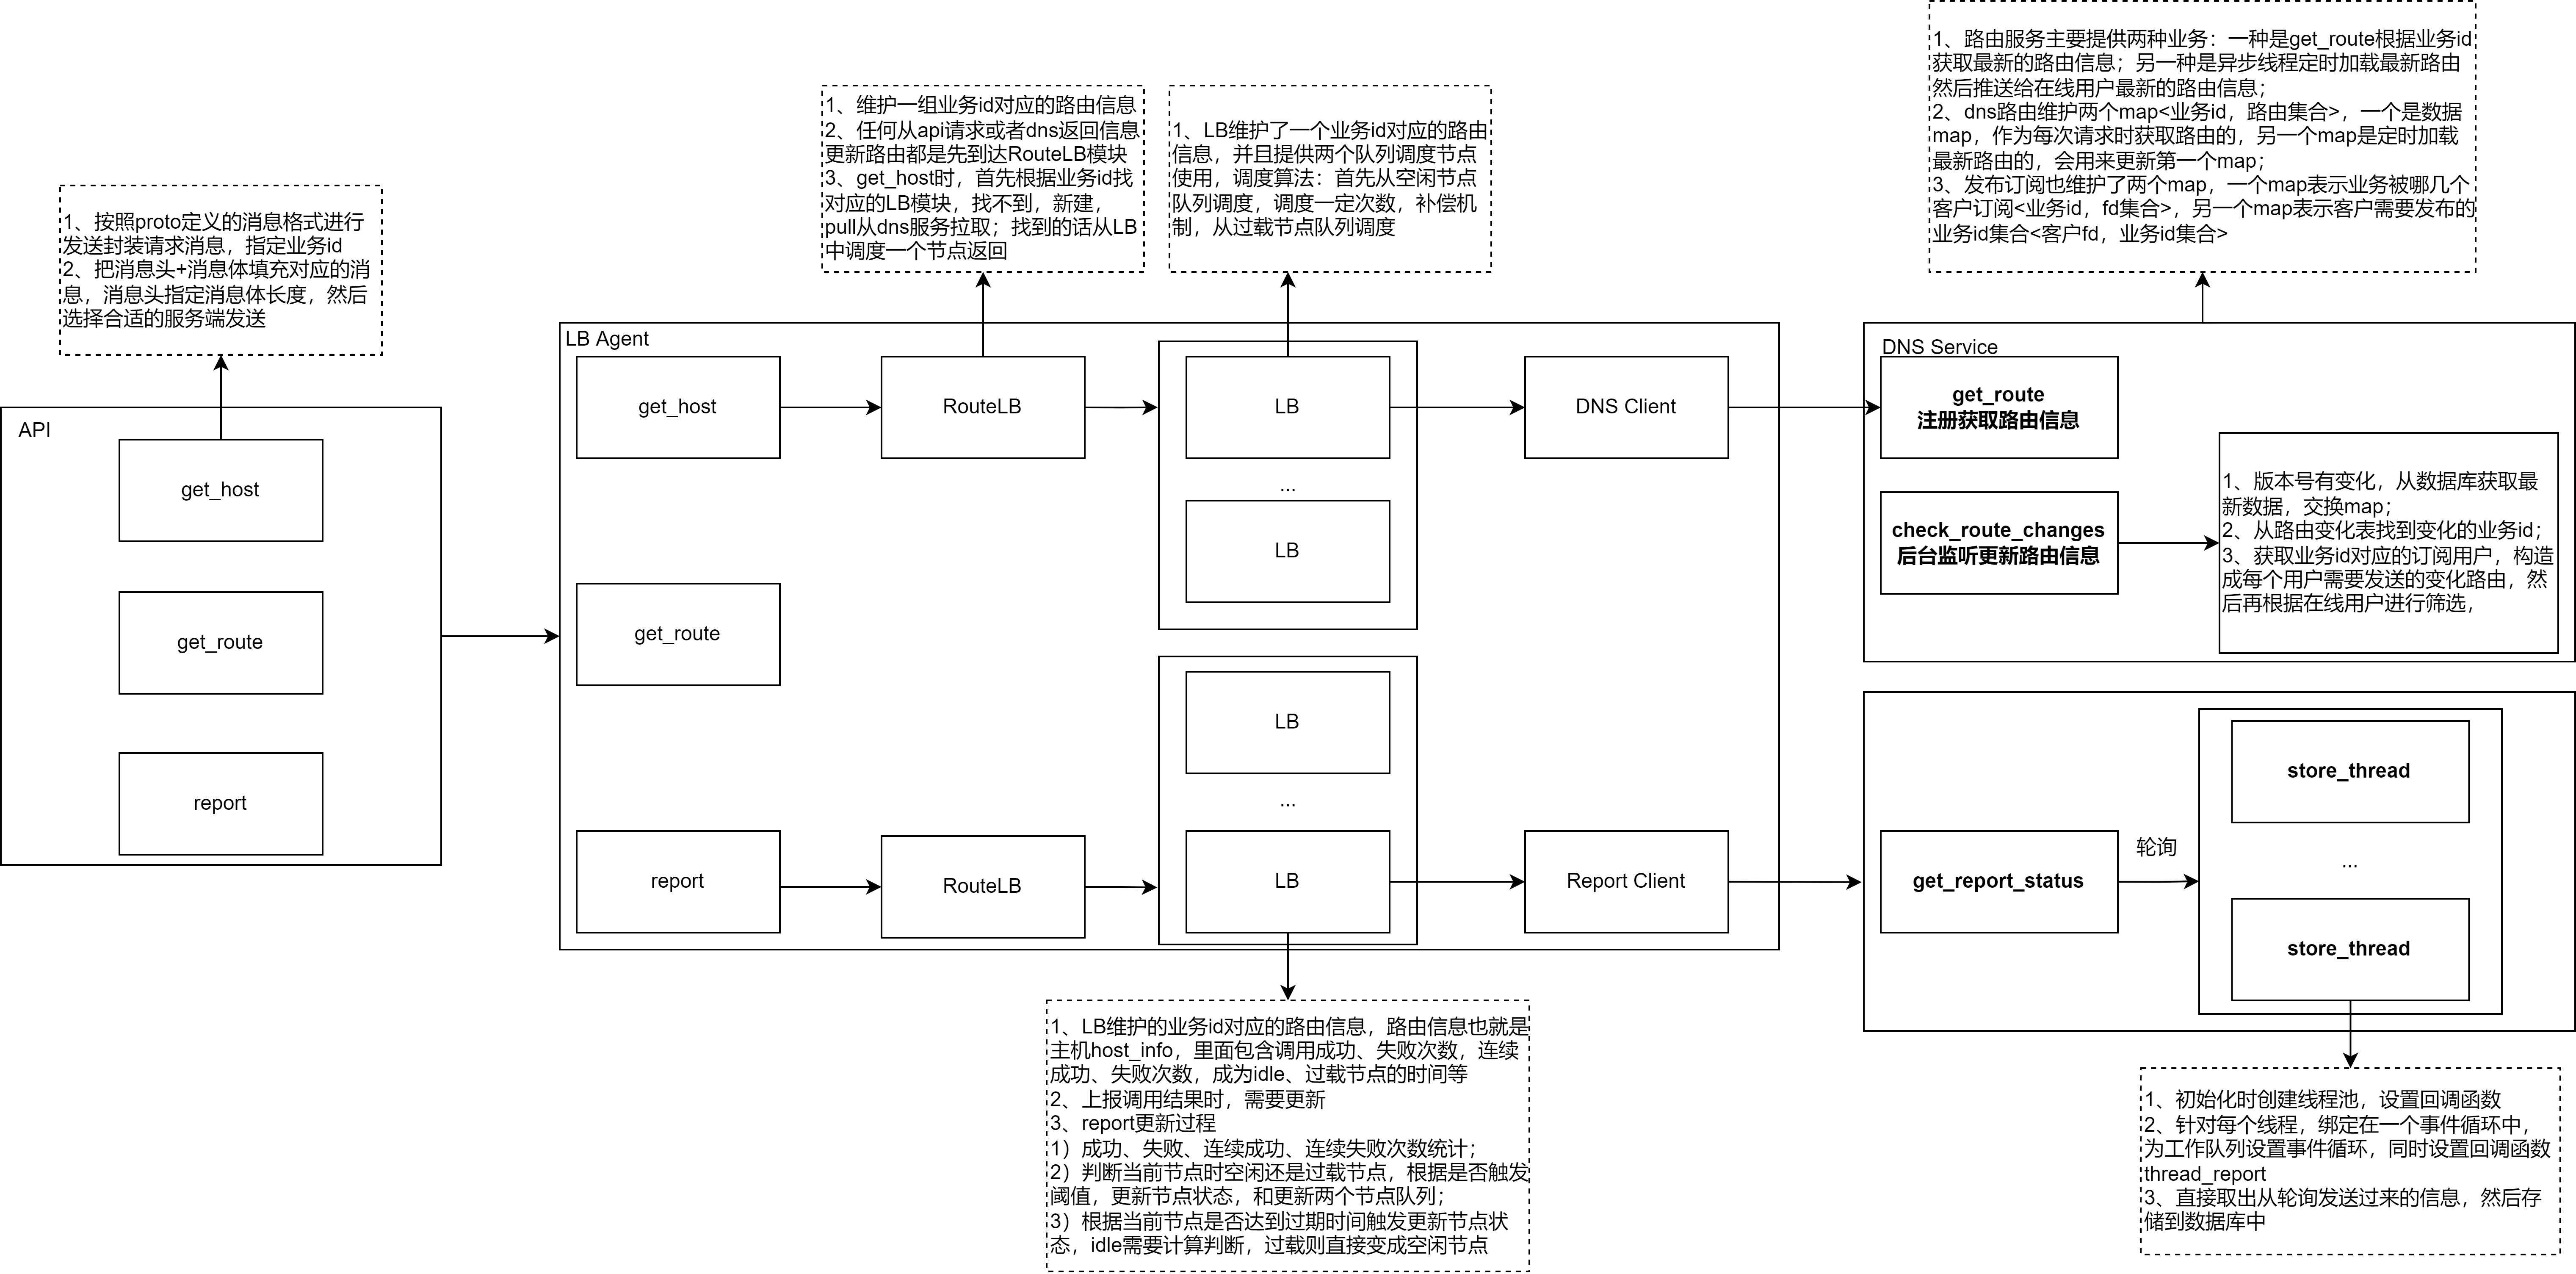 1、按照proto定义的消息格式进行
发送封装请求消息，指定业务id
2、把消息头+消息体填充对应的消
息，消息头指定消息体长度，然后
选择合适的服务端发送
API
get_host
get_route
report
1、维护一组业务id对应的路由信息
2、任何从api请求或者dns返回信息
更新路由都是先到达RouteLB模块
3、get_host时，首先根据业务id找
对应的LB模块，找不到，新建，
pull从dns服务拉取；找到的话从LB
中调度一个节点返回
1、LB维护了一个业务id对应的路由
信息，并且提供两个队列调度节点
使用，调度算法：首先从空闲节点
队列调度，调度一定次数，补偿机
制，从过载节点队列调度
LB Agent
get_host
RouteLB
LB
...
LB
DNS Client
get_route
LB
...
LB
report
RouteLB
Report Client
1、LB维护的业务id对应的路由信息，路由信息也就是
主机host_info，里面包含调用成功、失败次数，连续
成功、失败次数，成为idle、过载节点的时间等
2、上报调用结果时，需要更新
3、report更新过程
1）成功、失败、连续成功、连续失败次数统计；
2）判断当前节点时空闲还是过载节点，根据是否触发
阈值，更新节点状态，和更新两个节点队列；
3）根据当前节点是否达到过期时间触发更新节点状
态，idle需要计算判断，过载则直接变成空闲节点
1、路由服务主要提供两种业务：一种是get_route根据业务id
获取最新的路由信息；另一种是异步线程定时加载最新路由
然后推送给在线用户最新的路由信息；
2、dns路由维护两个map<业务id，路由集合>，一个是数据
map，作为每次请求时获取路由的，另一个map是定时加载
最新路由的，会用来更新第一个map；
3、发布订阅也维护了两个map，一个map表示业务被哪几个
客户订阅<业务id，fd集合>，另一个map表示客户需要发布的
业务id集合<客户fd，业务id集合>
DNS Service
get_route
注册获取路由信息
check_route_changes
后台监听更新路由信息
1、版本号有变化，从数据库获取最
新数据，交换map；
2、从路由变化表找到变化的业务id；
3、获取业务id对应的订阅用户，构造
成每个用户需要发送的变化路由，然
后再根据在线用户进行筛选，
get_report_status
轮询
store_thread
...
store_thread
1、初始化时创建线程池，设置回调函数
2、针对每个线程，绑定在一个事件循环中，
为工作队列设置事件循环，同时设置回调函数
thread_report
3、直接取出从轮询发送过来的信息，然后存
储到数据库中